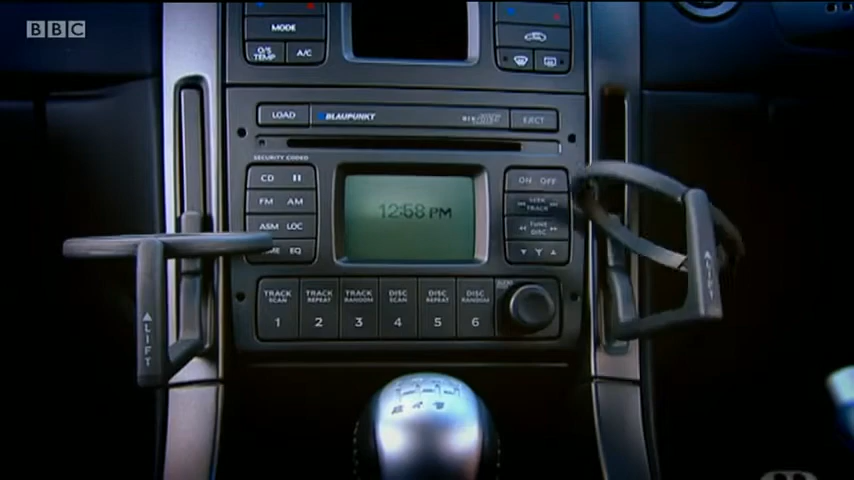 BBC
MODE
O/S TEMP
A/C
LOAD
BLAUPUNKT
EJECT
SECURITY CODED
CD
ON OFF
FM AM
12:58 PM
SEEK TRACK
ASM LOC
TUNE DISC
EQ
TRACK SCAN
TRACK REPEAT
TRACK RANDOM
DISC SCAN
DISC REPEAT
DISC RANDOM
1 2 3 4 5 6
LIFT
LIFT